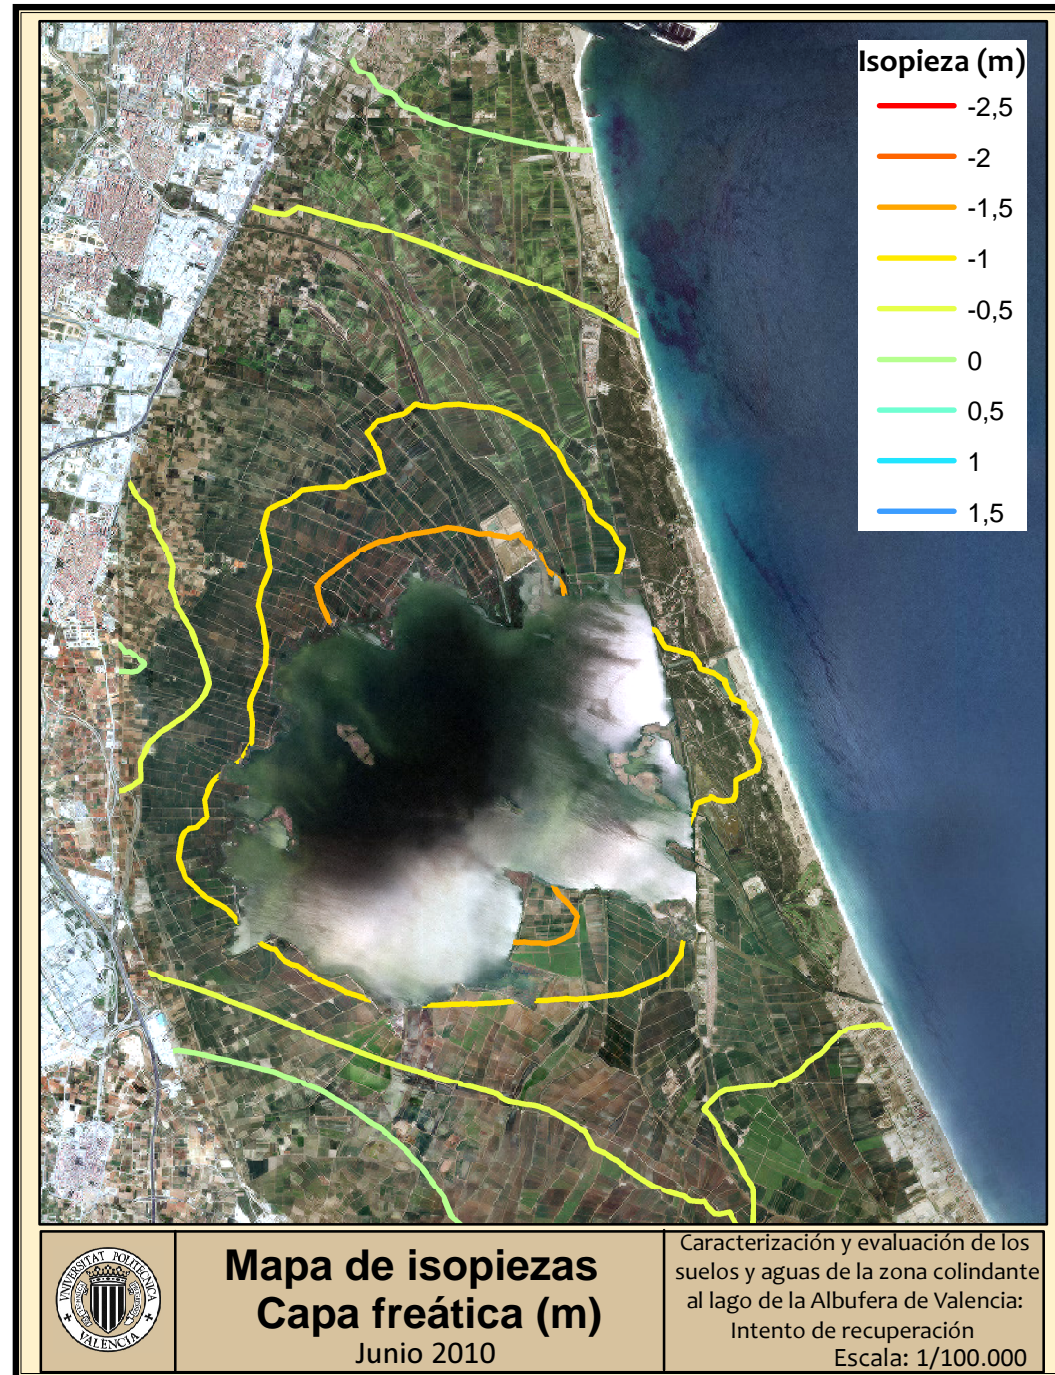 Isopieza (m)
-2,5
-2
-1,5
-1
-0,5
0
0,5
1
1,5
UNIVERSITAT POLITECNICA
VALENCIA
Mapa de isopiezas
Capa freática (m)
Junio 2010
Caracterización y evaluación de los
suelos y aguas de la zona colindante
al lago de la Albufera de Valencia:
Intento de recuperación
Escala: 1/100.000